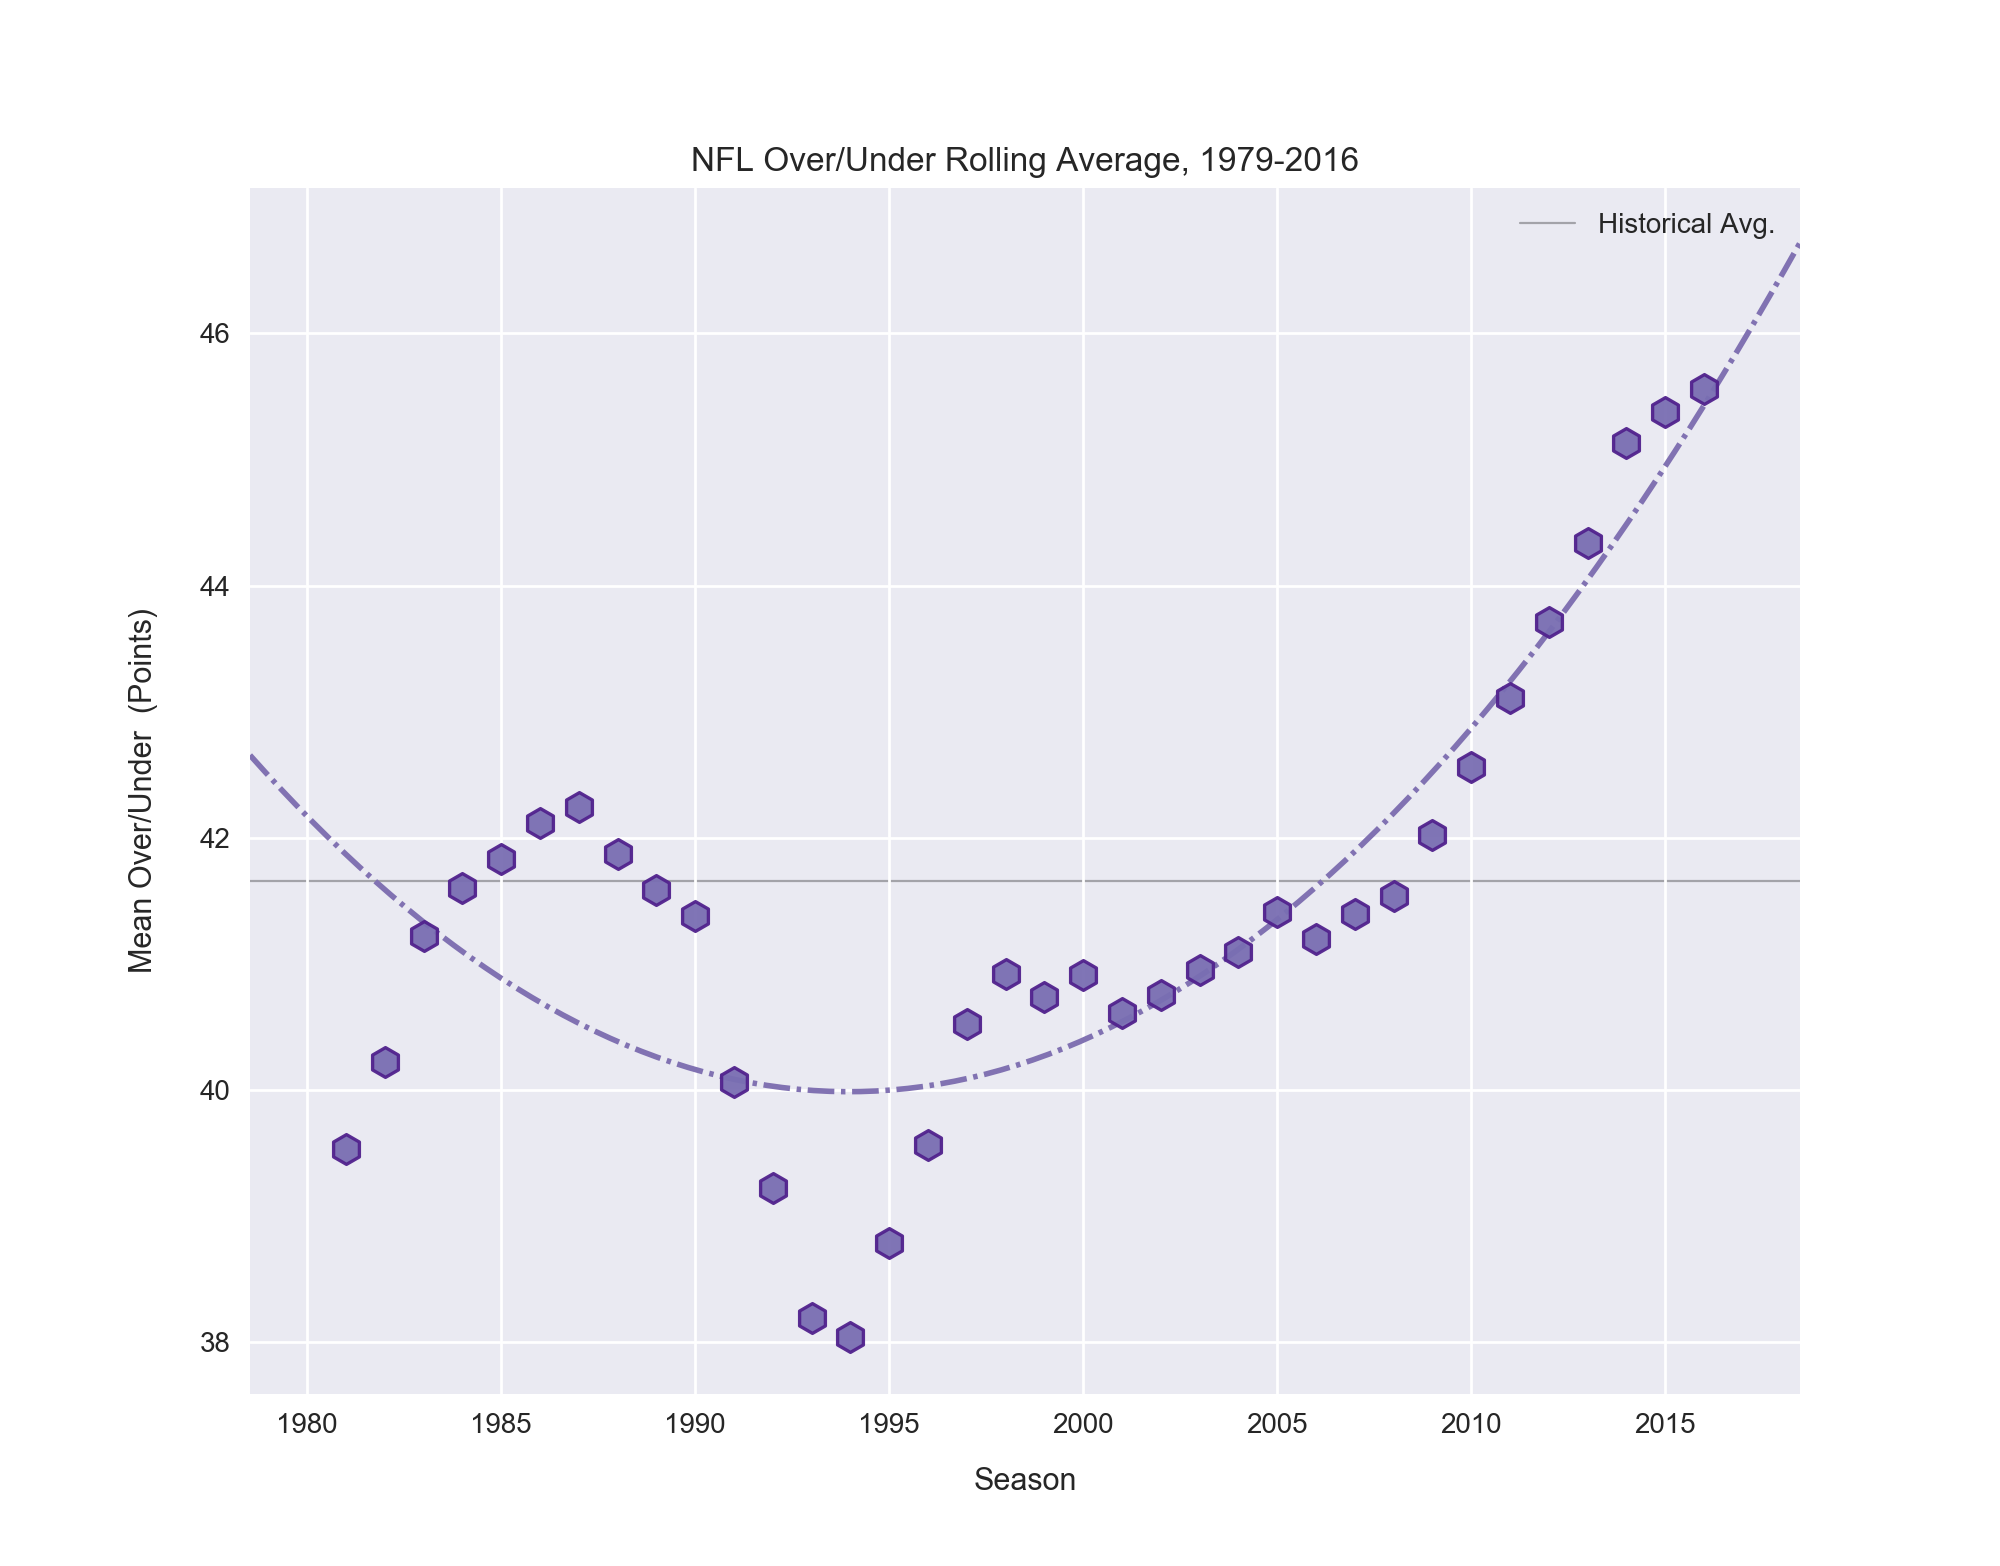 NFL Over/Under Rolling Average, 1979-2016
Historical Avg.
46
44
42
40
38
Mean Over/Under (Points)
1980 1985 1990 1995 2000 2005 2010 2015
Season